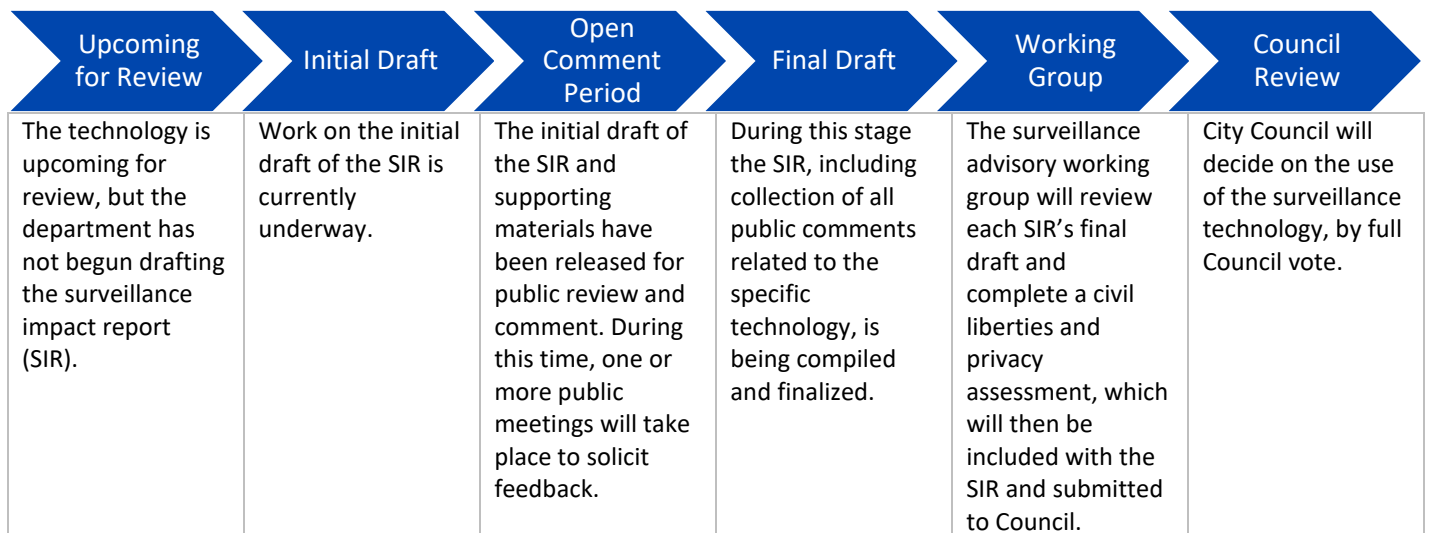 Upcoming
for Review
Initial Draft
Open
Comment
Period
Final Draft
Working
Group
Council
Review
The technology is
upcoming for
review, but the
department has
not begun drafting
the surveillance
impact report
(SIR).
Work on the initial
draft of the SIR is
currently
underway.
The initial draft of
the SIR and
supporting
materials have
been released for
public review and
comment. During
this time, one or
more public
meetings will take
place to solicit
feedback.
During this stage
the SIR, including
collection of all
public comments
related to the
specific
technology, is
being compiled
and finalized.
The surveillance
advisory working
group will review
each SIR’s final
draft and
complete a civil
liberties and
privacy
assessment, which
will then be
included with the
SIR and submitted
to Council.
City Council will
decide on the use
of the surveillance
technology, by full
Council vote.